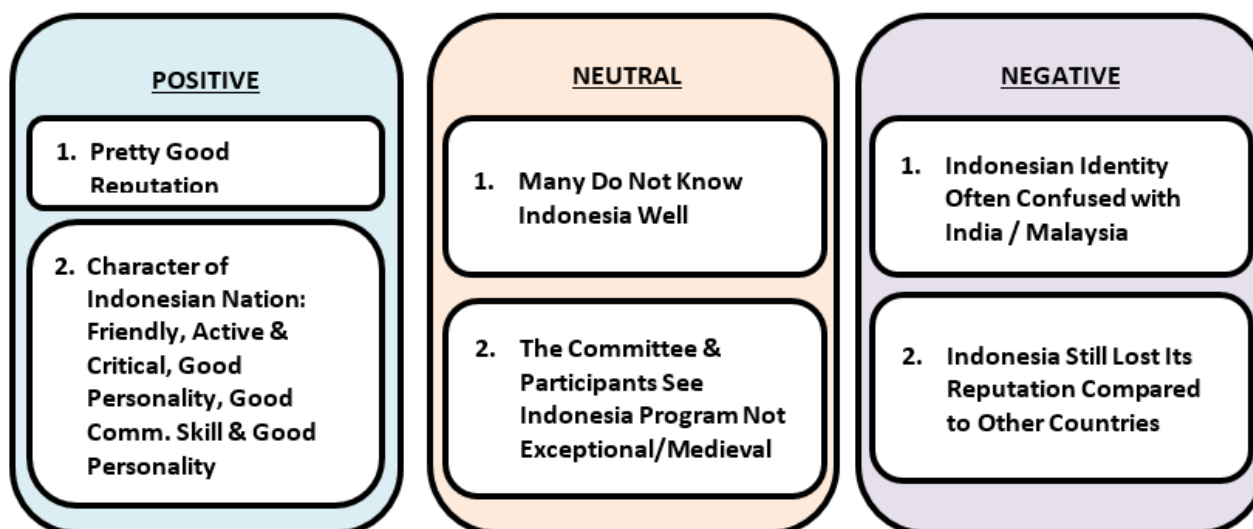 POSITIVE
1. Pretty Good
Reputation
2. Character of
Indonesian Nation:
Friendly, Active &
Critical, Good
Personality, Good
Comm. Skill & Good
Personality
NEUTRAL
1. Many Do Not Know
Indonesia Well
2. The Committee &
Participants See
Indonesia Program Not
Exceptional/Medieval
NEGATIVE
1. Indonesian Identity
Often Confused with
India / Malaysia
2. Indonesia Still Lost Its
Reputation Compared
to Other Countries